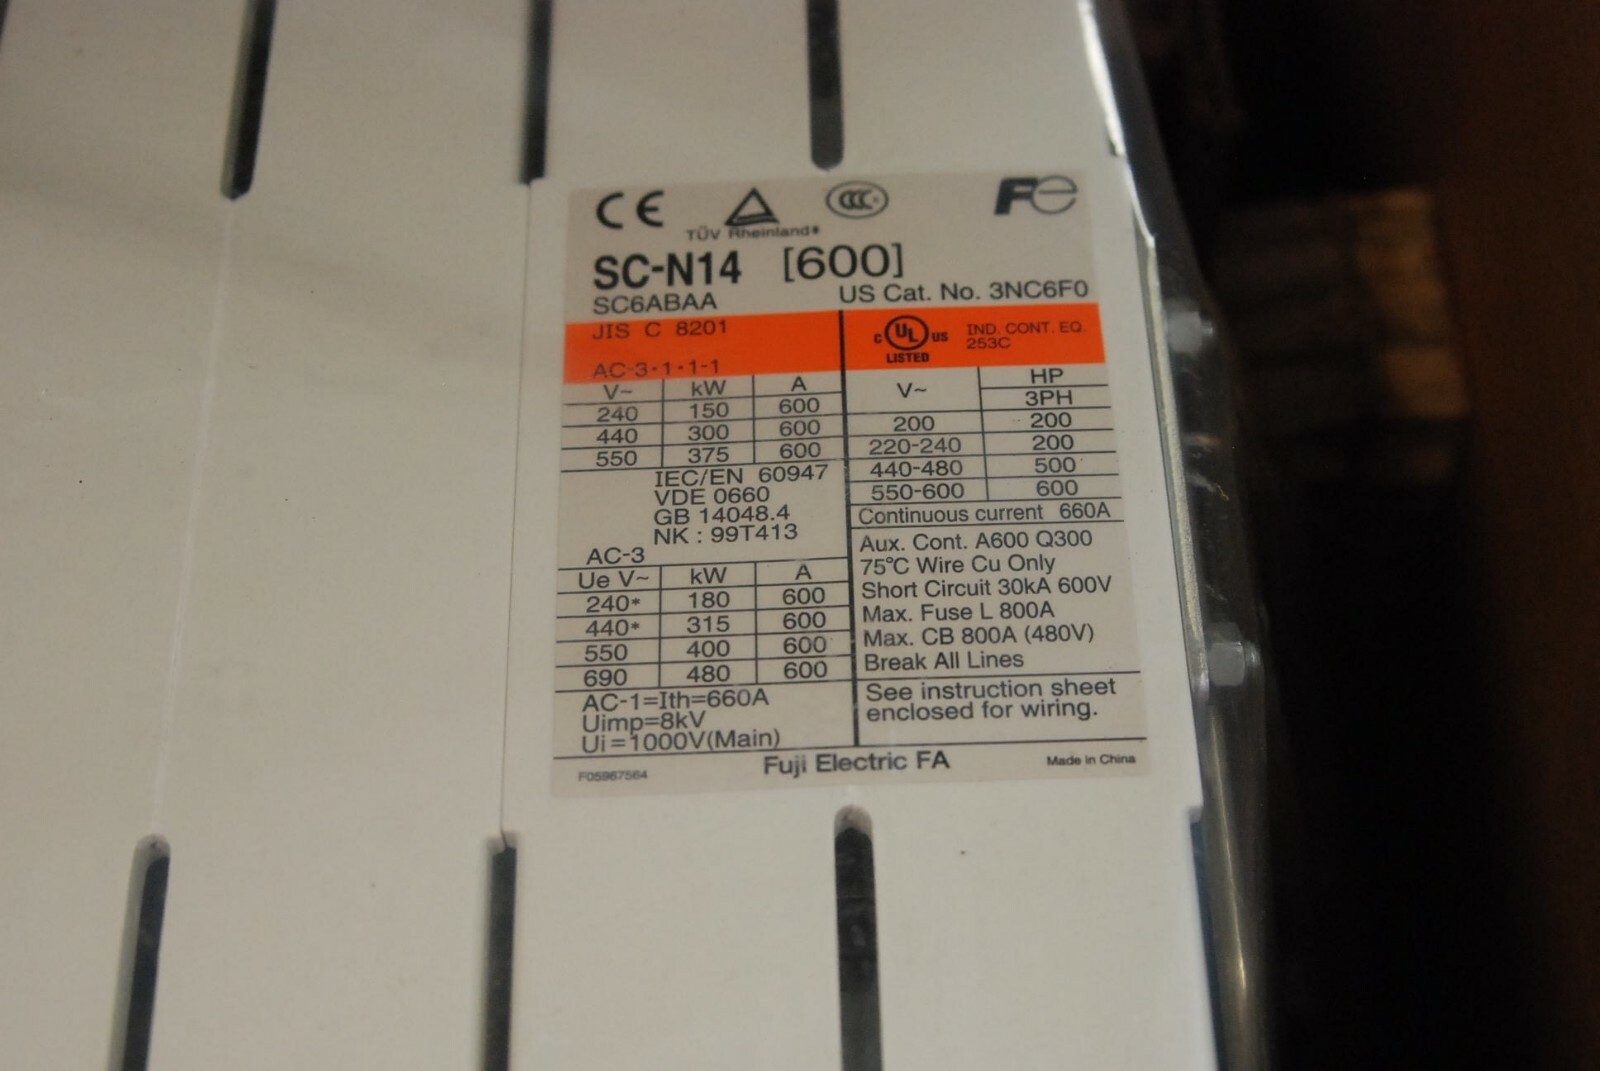 CE
TÜV Rheinland®
CCC
Fe
SC-N14 [600]
SC6ABAA
US Cat. No. 3NC6F0
JIS C 8201
AC-3-1-1-1
V~ kW A
240 150 600
440 300 600
550 375 600
IEC/EN 60947
VDE 0660
GB 14048.4
NK : 99T413
AC-3
Ue V~ kW A
240* 180 600
440* 315 600
550 400 600
690 480 600
AC-1=Ith=660A
Uimp=8kV
Ui=1000V(Main)
C UL US IND. CONT. EQ.
LISTED 253C
V~ HP
3PH
200 200
220-240 200
440-480 500
550-600 600
Continuous current 660A
Aux. Cont. A600 Q300
75°C Wire Cu Only
Short Circuit 30kA 600V
Max. Fuse L 800A
Max. CB 800A (480V)
Break All Lines
See instruction sheet
enclosed for wiring.
F05967564 Fuji Electric FA Made in China